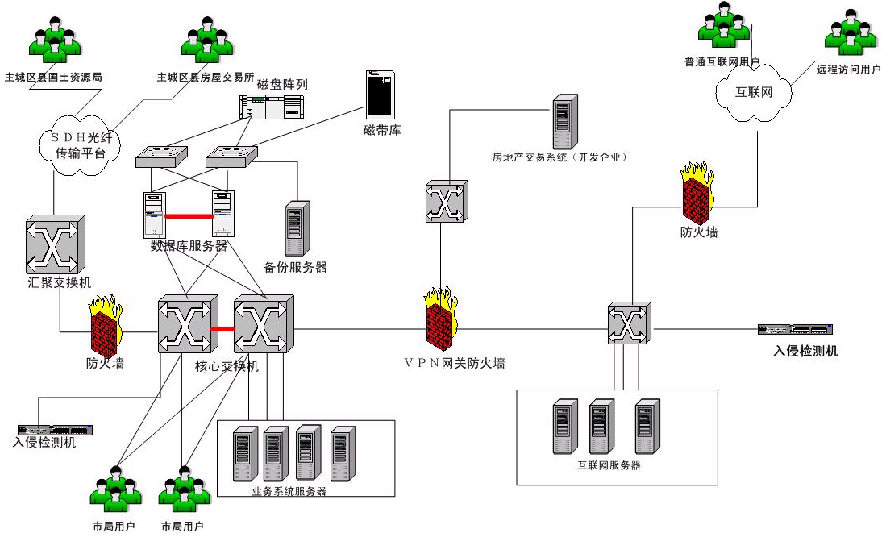 主城区县国土资源局
主城区县房屋交易所
磁盘阵列
磁带库
普通互联网用户
远程访问用户
互联网
SDH光纤
传输平台
房地产交易系统（开发企业）
防火墙
数据库服务器
备份服务器
汇聚交换机
防火墙
核心交换机
VPN网关防火墙
入侵检测机
入侵检测机
互联网服务器
业务系统服务器
市局用户
市局用户